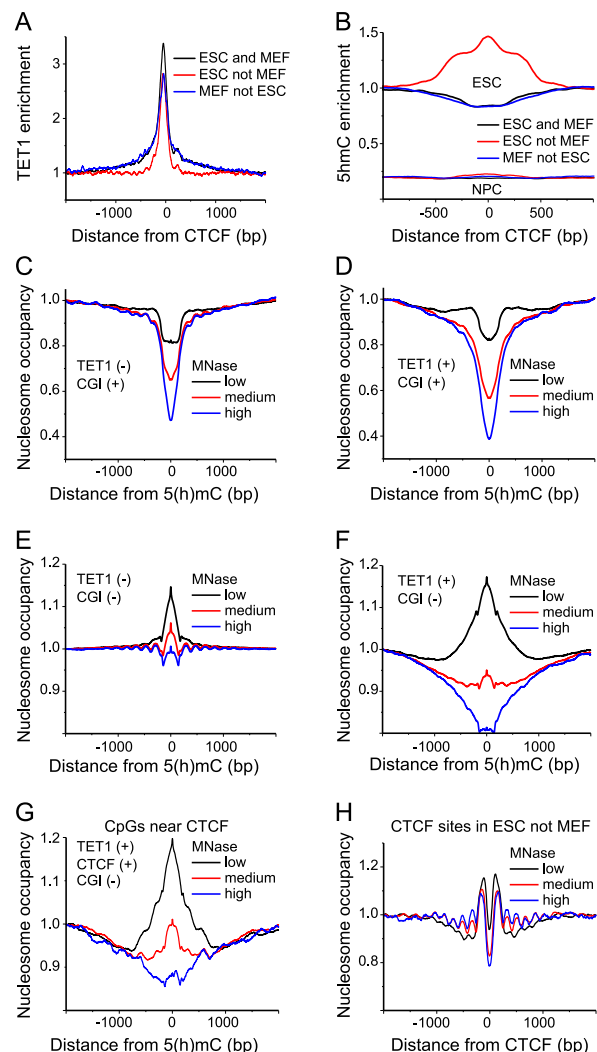 A
TET1 enrichment
3
2
1
ESC and MEF
ESC not MEF
MEF not ESC
-1000 0 1000
Distance from CTCF (bp)
B
5hmC enrichment
1.5
1.0
0.5
ESC
ESC and MEF
ESC not MEF
MEF not ESC
NPC
-500 0 500
Distance from CTCF (bp)
C
Nucleosome occupancy
1.0
0.8
0.6
0.4
TET1 (-)
CGI (+)
MNase
low
medium
high
-1000 0 1000
Distance from 5(h)mC (bp)
D
Nucleosome occupancy
1.0
0.8
0.6
0.4
TET1 (+)
CGI (+)
MNase
low
medium
high
-1000 0 1000
Distance from 5(h)mC (bp)
E
Nucleosome occupancy
1.2
1.1
1.0
0.9
TET1 (-)
CGI (-)
MNase
low
medium
high
-1000 0 1000
Distance from 5(h)mC (bp)
F
Nucleosome occupancy
1.2
1.1
1.0
0.9
TET1 (+)
CGI (-)
MNase
low
medium
high
-1000 0 1000
Distance from 5(h)mC (bp)
G
CpGs near CTCF
Nucleosome occupancy
1.2
1.1
1.0
0.9
TET1 (+)
CTCF (+)
CGI (-)
MNase
low
medium
high
-1000 0 1000
Distance from 5(h)mC (bp)
H
CTCF sites in ESC not MEF
Nucleosome occupancy
1.2
1.0
0.8
0.6
MNase
low
medium
high
-1000 0 1000
Distance from CTCF (bp)